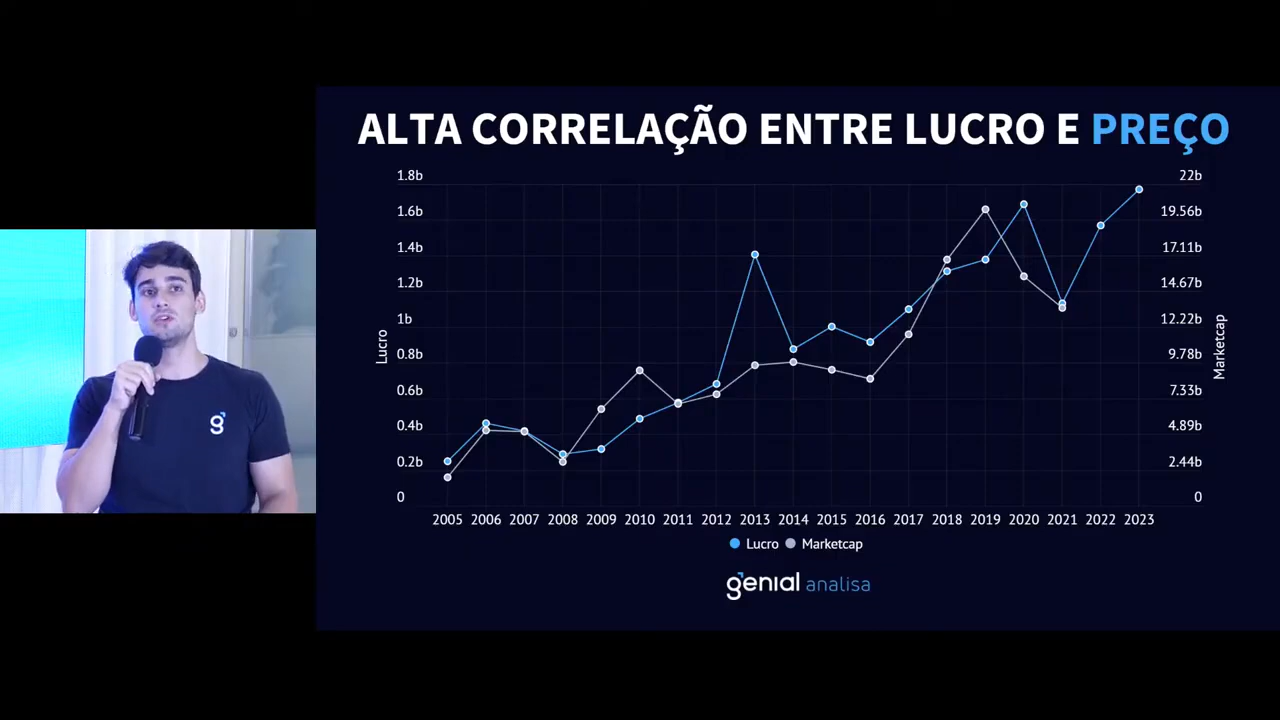 ALTA CORRELAÇÃO ENTRE LUCRO E PREÇO
1.8b
22b
1.6b
19.56b
1.4b
17.11b
1.2b
14.67b
1b
12.22b
0.8b
9.78b
0.6b
7.33b
0.4b
4.89b
0.2b
2.44b
0
0
Lucro
Marketcap
2005 2006 2007 2008 2009 2010 2011 2012 2013 2014 2015 2016 2017 2018 2019 2020 2021 2022 2023
Lucro Marketcap
genial analisa
g